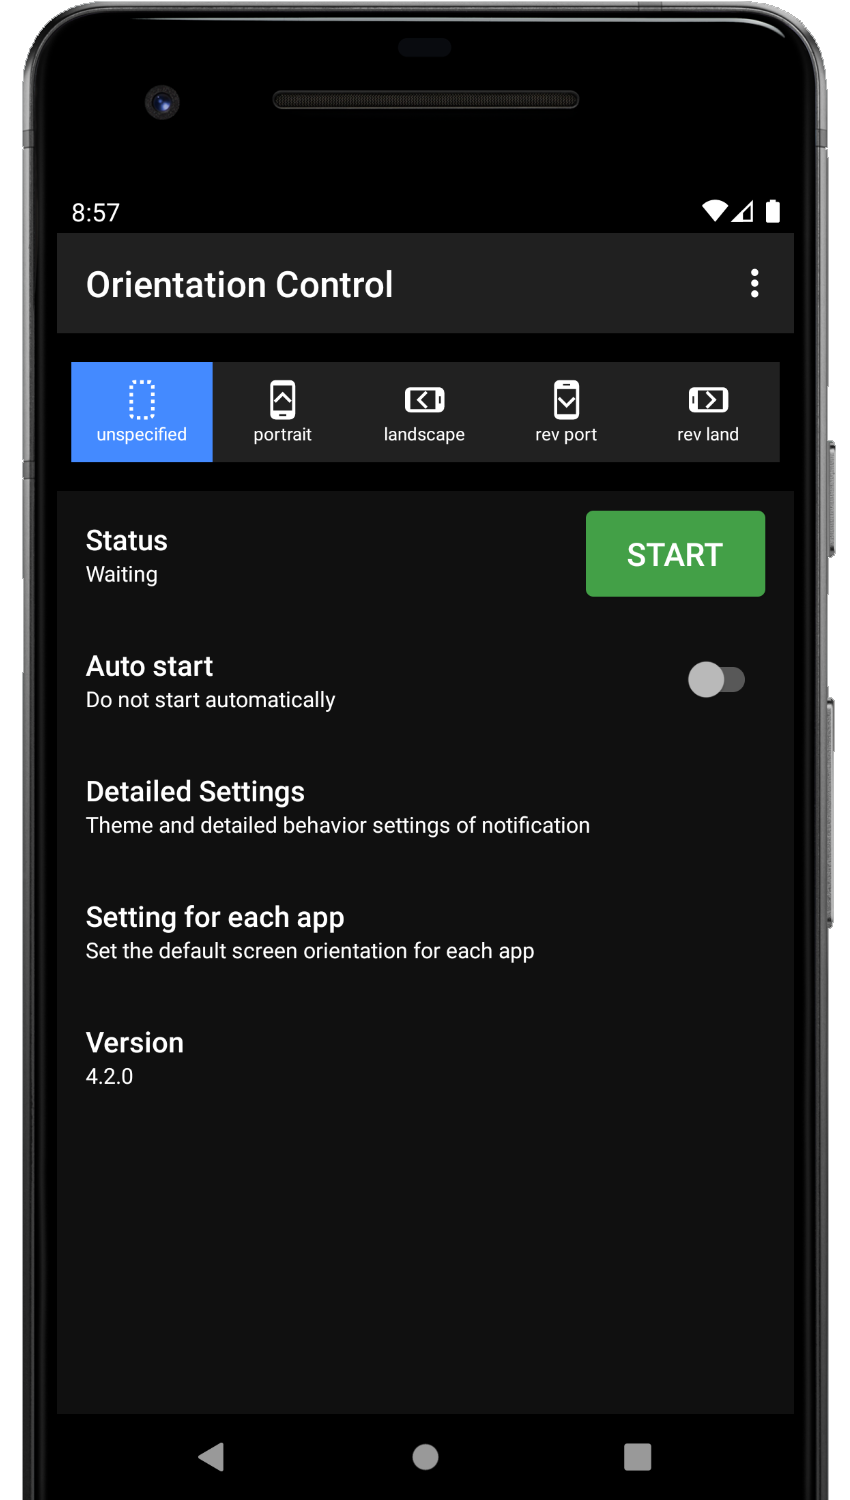 8:57
Orientation Control
unspecified portrait landscape rev port rev land
Status
Waiting
START
Auto start
Do not start automatically
Detailed Settings
Theme and detailed behavior settings of notification
Setting for each app
Set the default screen orientation for each app
Version
4.2.0